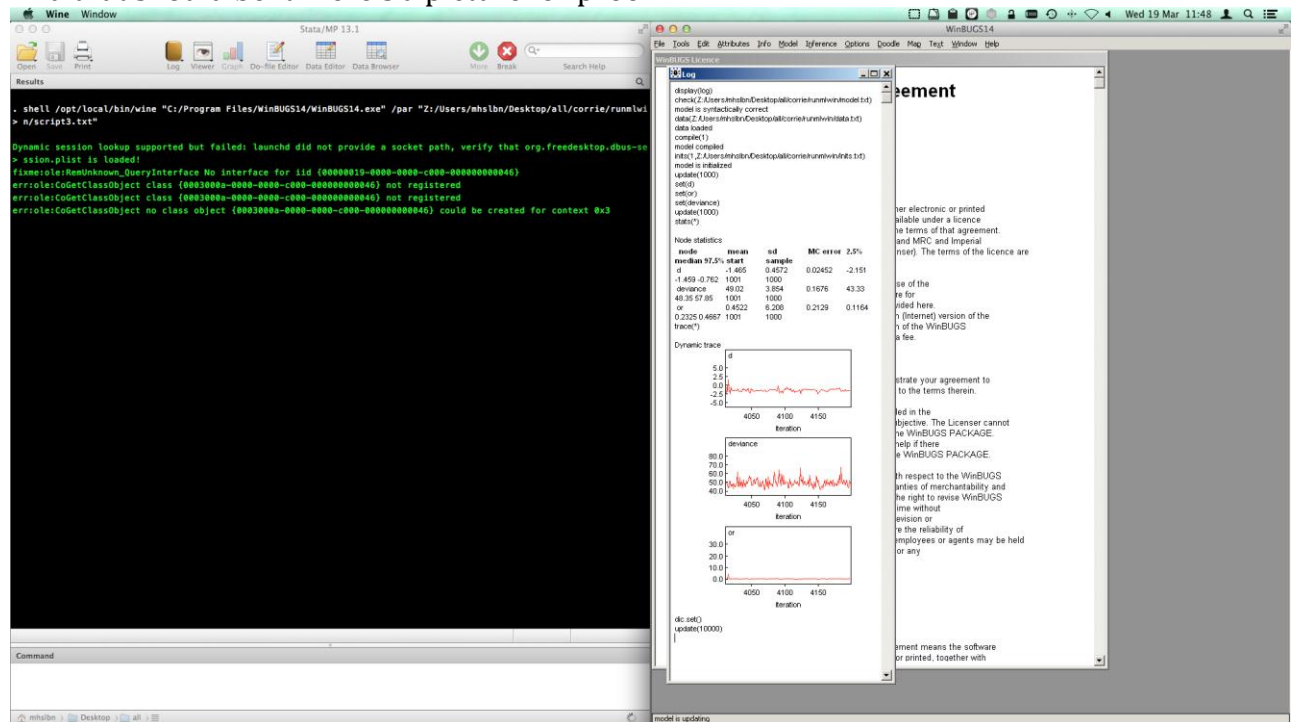 Wine Window
Wed 19 Mar 11:48
Stata/MP 13.1
Open Save Print
Log Viewer Graph Do-file Editor Data Editor Data Browser
More Break
Search Help
Results
. shell /opt/local/bin/wine "C:/Program Files/WinBUGS14/WinBUGS14.exe" /par "Z:/Users/mhslbn/Desktop/all/corrie/runmlwi
> n/script3.txt"
Dynamic session lookup supported but failed: launchd did not provide a socket path, verify that org.freedesktop.dbus-se
> ssion.plist is loaded!
fixme:ole:RemUnknown_QueryInterface No interface for iid {00000019-0000-0000-c000-000000000046}
err:ole:CoGetClassObject class {0003000a-0000-0000-c000-000000000046} not registered
err:ole:CoGetClassObject class {0003000a-0000-0000-c000-000000000046} not registered
err:ole:CoGetClassObject no class object {0003000a-0000-0000-c000-000000000046} could be created for context 0x3
Command
mhslbn Desktop all
WinBUGS14
File Tools Edit Attributes Info Model Inference Options Doodle Map Text Window Help
WinBUGS Licence
Log
display(log)
check(Z:/Users/mhslbn/Desktop/all/corrie/runmlwin/model.txt)
model is syntactically correct
data(Z:/Users/mhslbn/Desktop/all/corrie/runmlwin/data.txt)
data loaded
compile(1)
model compiled
inits(1,Z:/Users/mhslbn/Desktop/all/corrie/runmlwin/inits.txt)
model is initialized
update(1000)
set(d)
set(or)
set(deviance)
update(1000)
stats(*)
Node statistics
node mean sd MC error 2.5%
median 97.5% start sample
d -1.465 0.4572 0.02452 -2.151
-1.459 -0.762 1001 1000
deviance 49.02 3.854 0.1676 43.33
48.35 57.85 1001 1000
or 0.4522 6.208 0.2129 0.1164
0.2325 0.4667 1001 1000
trace(*)
Dynamic trace
d
5.0
2.5
0.0
-2.5
-5.0
4050 4100 4150
iteration
deviance
80.0
70.0
60.0
50.0
40.0
4050 4100 4150
iteration
or
30.0
20.0
10.0
0.0
4050 4100 4150
iteration
dic.set()
update(10000)
eement
her electronic or printed
ailable under a licence
he terms of that agreement.
and MRC and Imperial
nser). The terms of the licence are
se of the
re for
vided here.
n (Internet) version of the
n of the WinBUGS
a fee.
strate your agreement to
to the terms therein.
led in the
bjective. The Licenser cannot
he WinBUGS PACKAGE.
help if there
e WinBUGS PACKAGE.
th respect to the WinBUGS
anties of merchantability and
he right to revise WinBUGS
ime without
evision or
re the reliability of
employees or agents may be held
or any
ement means the software
or printed, together with
model is updating